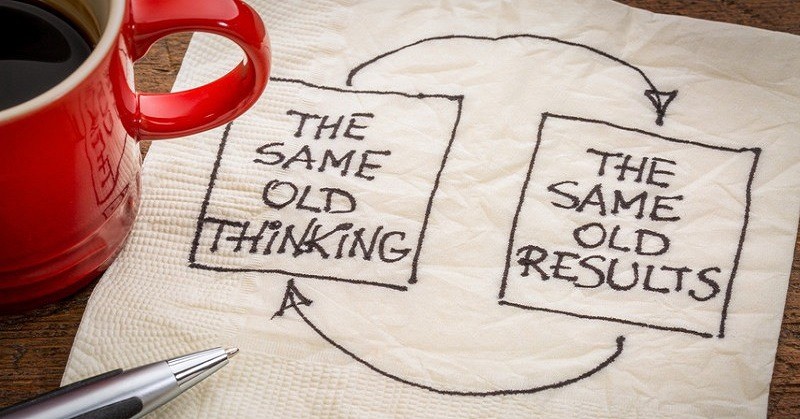 THE
SAME
OLD
THINKING
THE
SAME
OLD
RESULTS